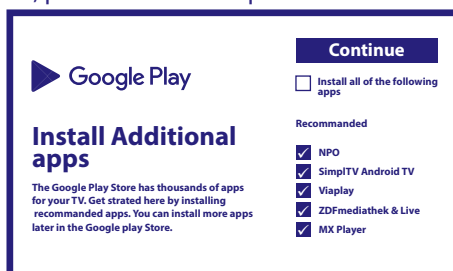 Google Play
Install Additional
apps
The Google Play Store has thousands of apps
for your TV. Get strated here by installing
recommanded apps. You can install more apps
later in the Google play Store.
Continue
Install all of the following
apps
Recommanded
NPO
SimplTV Android TV
Viaplay
ZDFmediathek & Live
MX Player